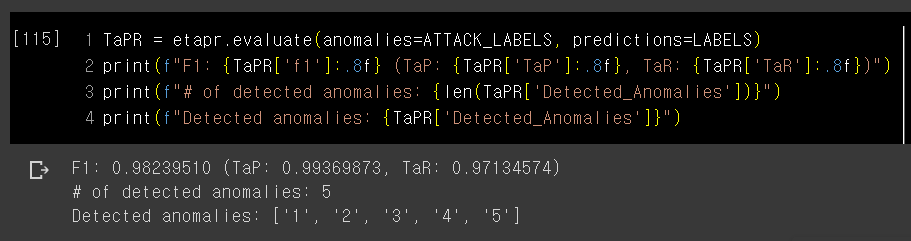 [115] 1 TaPR = etapr.evaluate(anomalies=ATTACK_LABELS, predictions=LABELS)
2 print(f"F1: {TaPR['f1']:.8f} (TaP: {TaPR['TaP']:.8f}, TaR: {TaPR['TaR']:.8f})")
3 print(f"# of detected anomalies: {len(TaPR['Detected_Anomalies'])}")
4 print(f"Detected anomalies: {TaPR['Detected_Anomalies']}")
F1: 0.98239510 (TaP: 0.99369873, TaR: 0.97134574)
# of detected anomalies: 5
Detected anomalies: ['1', '2', '3', '4', '5']